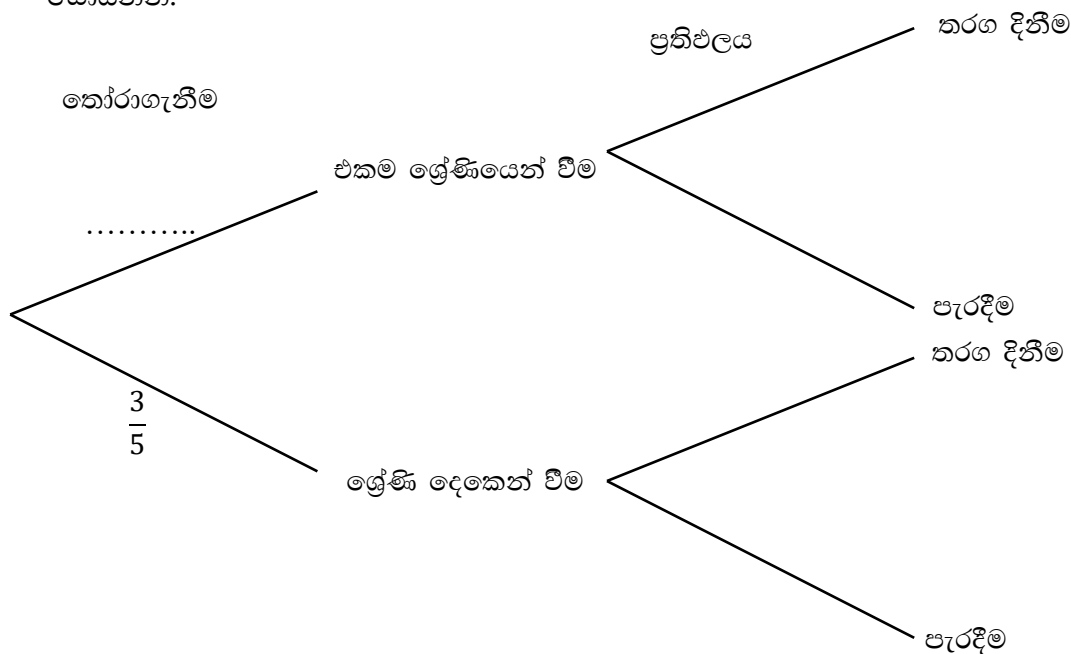 තරග දිනීම
ප්‍රතිඵලය
තෝරාගැනීම
එකම ශ්‍රේණියෙන් වීම
………..
පැරදීම
තරග දිනීම
3
5
ශ්‍රේණි දෙකෙන් වීම
පැරදීම